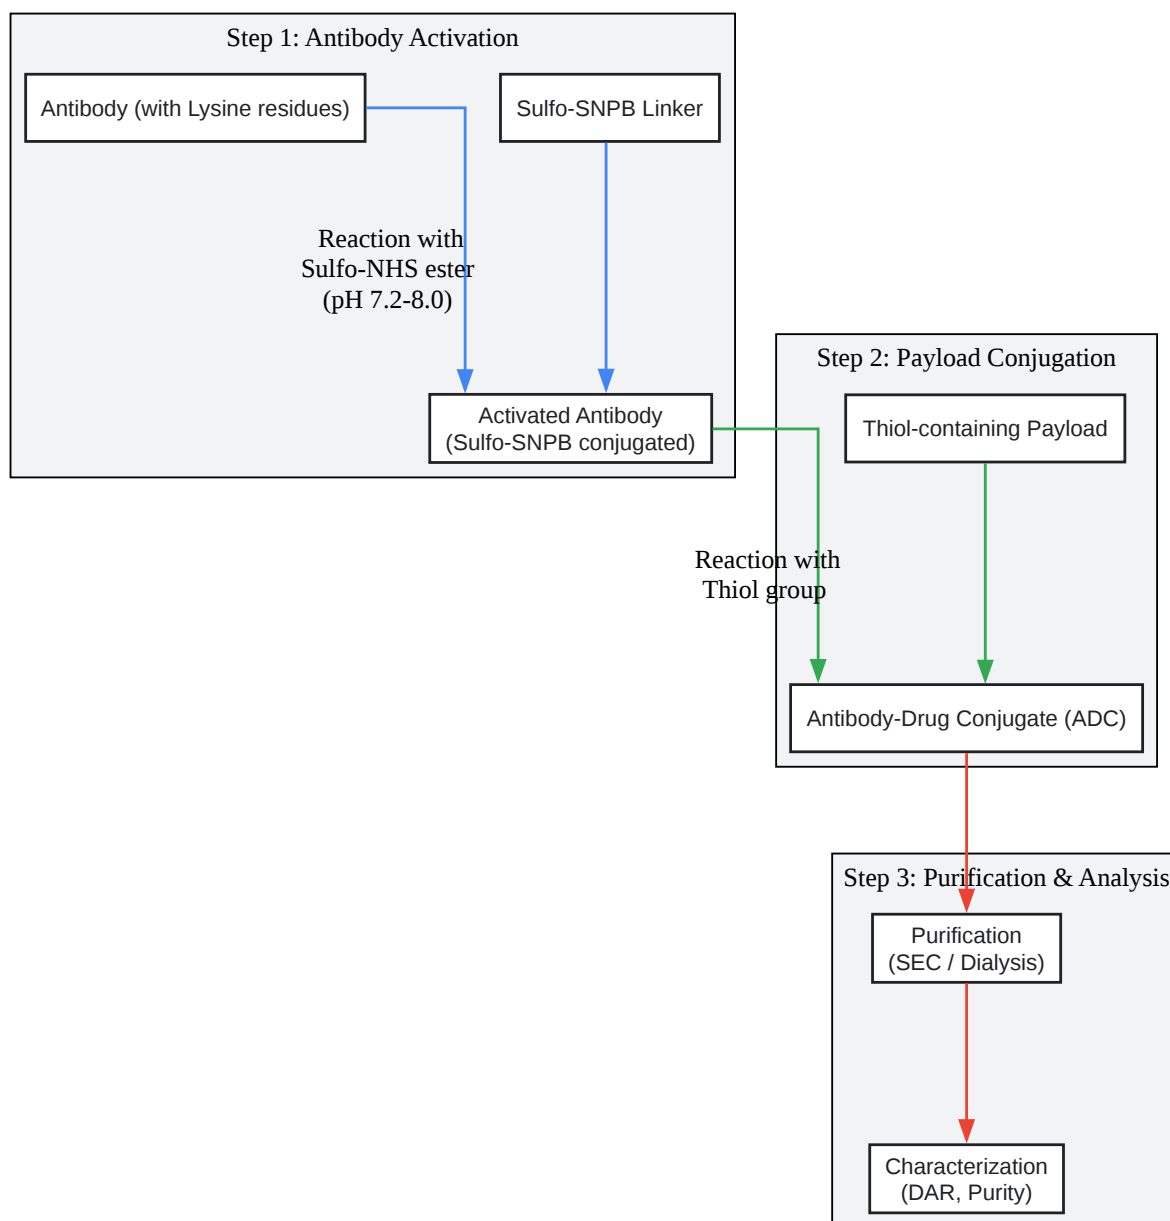 Step 1: Antibody Activation
Antibody (with Lysine residues)
Sulfo-SNPB Linker
Reaction with
Sulfo-NHS ester
(pH 7.2-8.0)
Activated Antibody
(Sulfo-SNPB conjugated)
Step 2: Payload Conjugation
Thiol-containing Payload
Reaction with
Thiol group
Antibody-Drug Conjugate (ADC)
Step 3: Purification & Analysis
Purification
(SEC / Dialysis)
Characterization
(DAR, Purity)